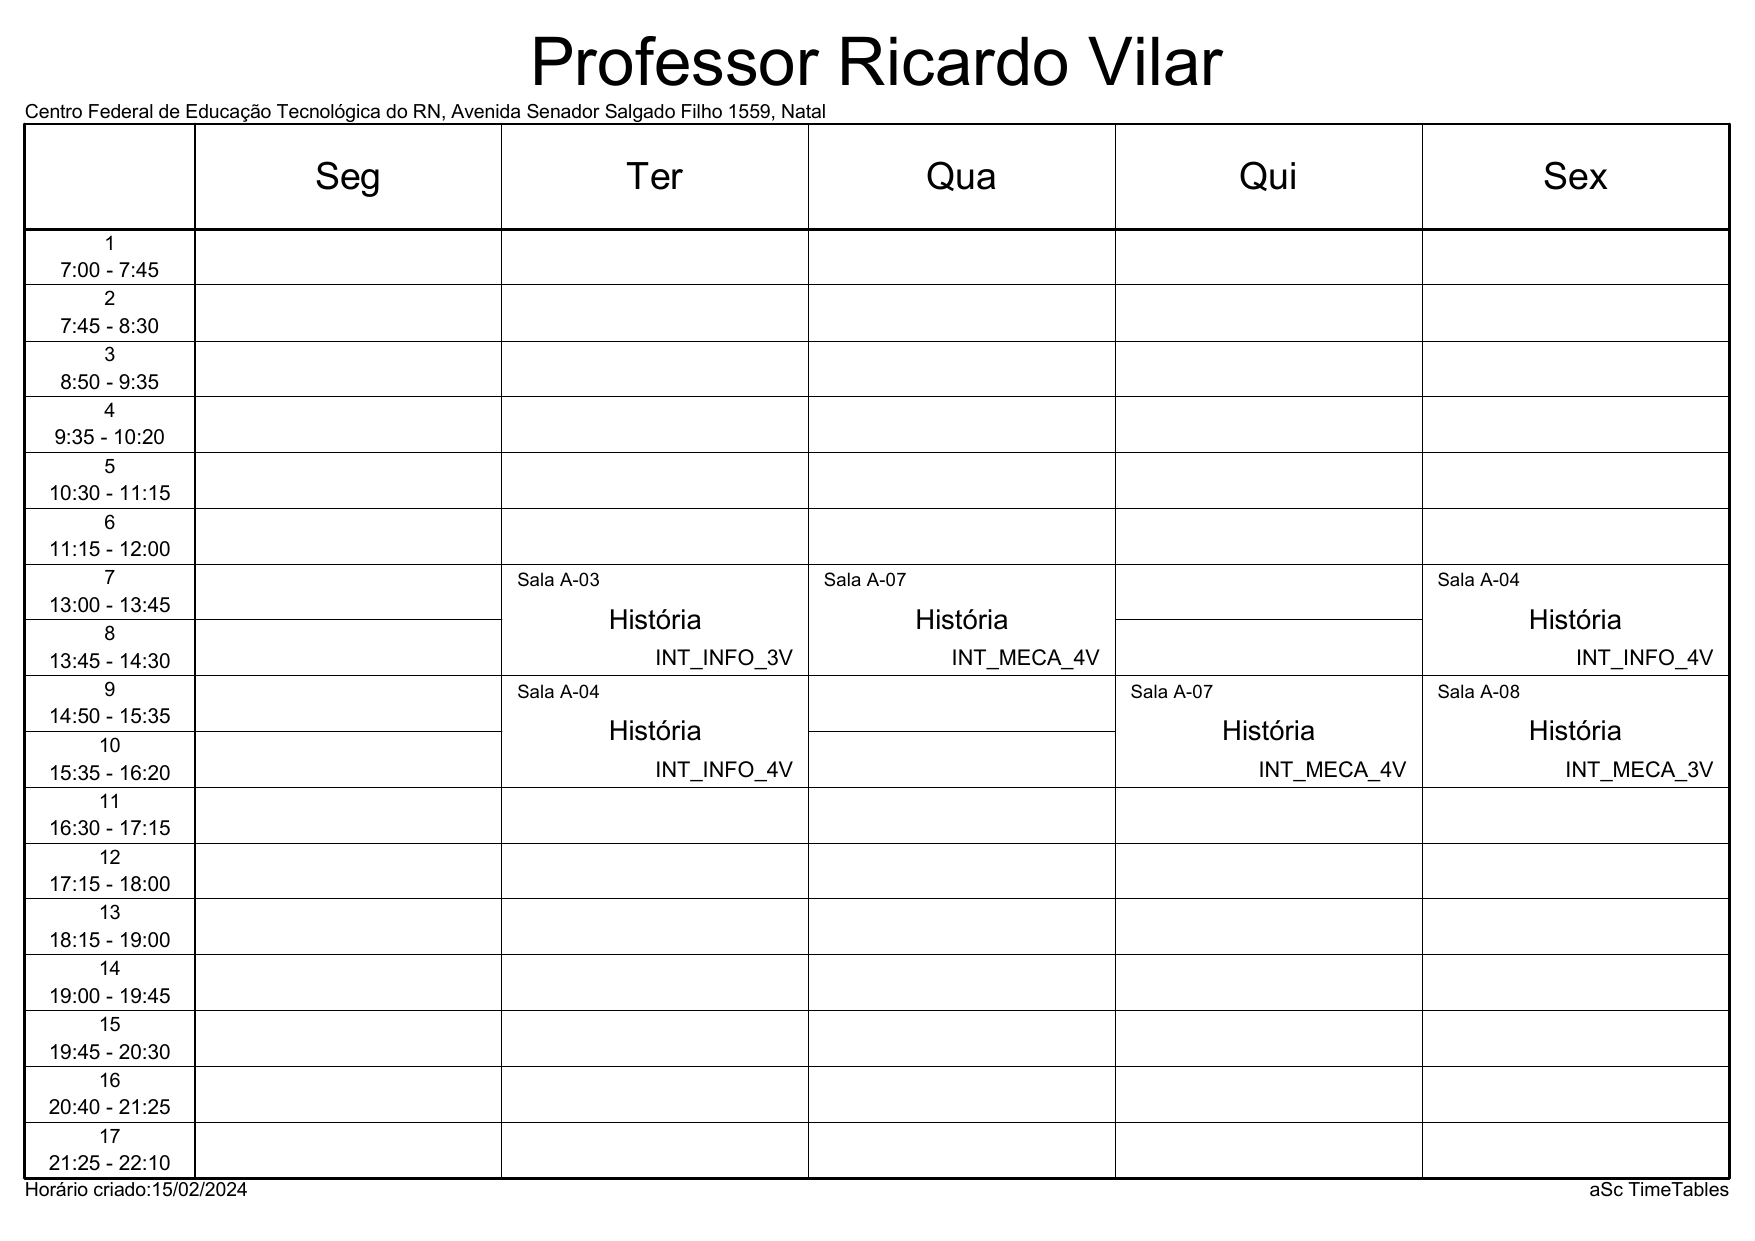 Professor Ricardo Vilar
Centro Federal de Educação Tecnológica do RN, Avenida Senador Salgado Filho 1559, Natal
Seg Ter Qua Qui Sex
1
7:00 - 7:45
2
7:45 - 8:30
3
8:50 - 9:35
4
9:35 - 10:20
5
10:30 - 11:15
6
11:15 - 12:00
7
13:00 - 13:45
8
13:45 - 14:30
Sala A-03
História
INT_INFO_3V
Sala A-07
História
INT_MECA_4V
Sala A-04
História
INT_INFO_4V
9
14:50 - 15:35
10
15:35 - 16:20
Sala A-04
História
INT_INFO_4V
Sala A-07
História
INT_MECA_4V
Sala A-08
História
INT_MECA_3V
11
16:30 - 17:15
12
17:15 - 18:00
13
18:15 - 19:00
14
19:00 - 19:45
15
19:45 - 20:30
16
20:40 - 21:25
17
21:25 - 22:10
Horário criado:15/02/2024
aSc TimeTables